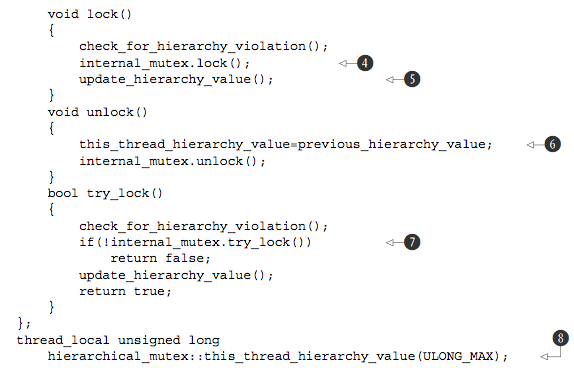 void lock()
    {
        check_for_hierarchy_violation();
        internal_mutex.lock(); 4
        update_hierarchy_value(); 5
    }
    void unlock()
    {
        this_thread_hierarchy_value=previous_hierarchy_value; 6
        internal_mutex.unlock();
    }
    bool try_lock()
    {
        check_for_hierarchy_violation();
        if(!internal_mutex.try_lock()) 7
            return false;
        update_hierarchy_value();
        return true;
    }
};
thread_local unsigned long 8
    hierarchical_mutex::this_thread_hierarchy_value(ULONG_MAX);